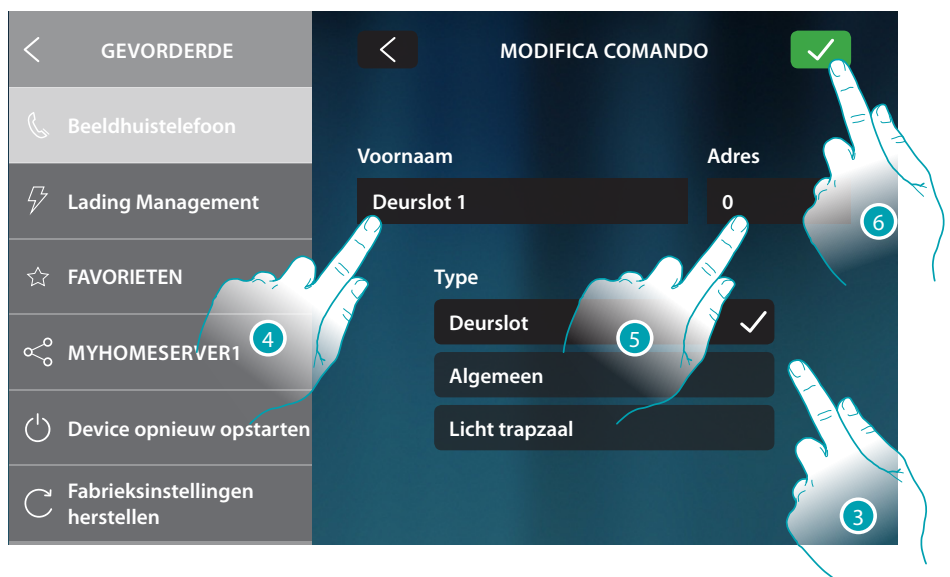 GEVORDERDE
Beeldhuistelefoon
Lading Management
FAVORIETEN
MYHOMESERVER1
Device opnieuw opstarten
Fabrieksinstellingen
herstellen
MODIFICA COMANDO
Voornaam
Adres
Deurslot 1
0
Type
Deurslot
Algemeen
Licht trapzaal
4
5
6
3